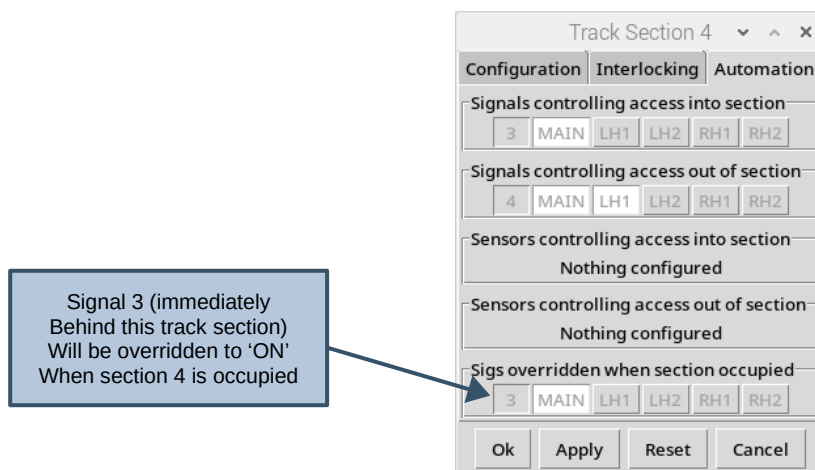 Track Section 4
Configuration Interlocking Automation
Signals controlling access into section
3 MAIN LH1 LH2 RH1 RH2
Signals controlling access out of section
4 MAIN LH1 LH2 RH1 RH2
Sensors controlling access into section
Nothing configured
Sensors controlling access out of section
Nothing configured
Sigs overridden when section occupied
3 MAIN LH1 LH2 RH1 RH2
Ok Apply Reset Cancel
Signal 3 (immediately
Behind this track section)
Will be overridden to ‘ON’
When section 4 is occupied